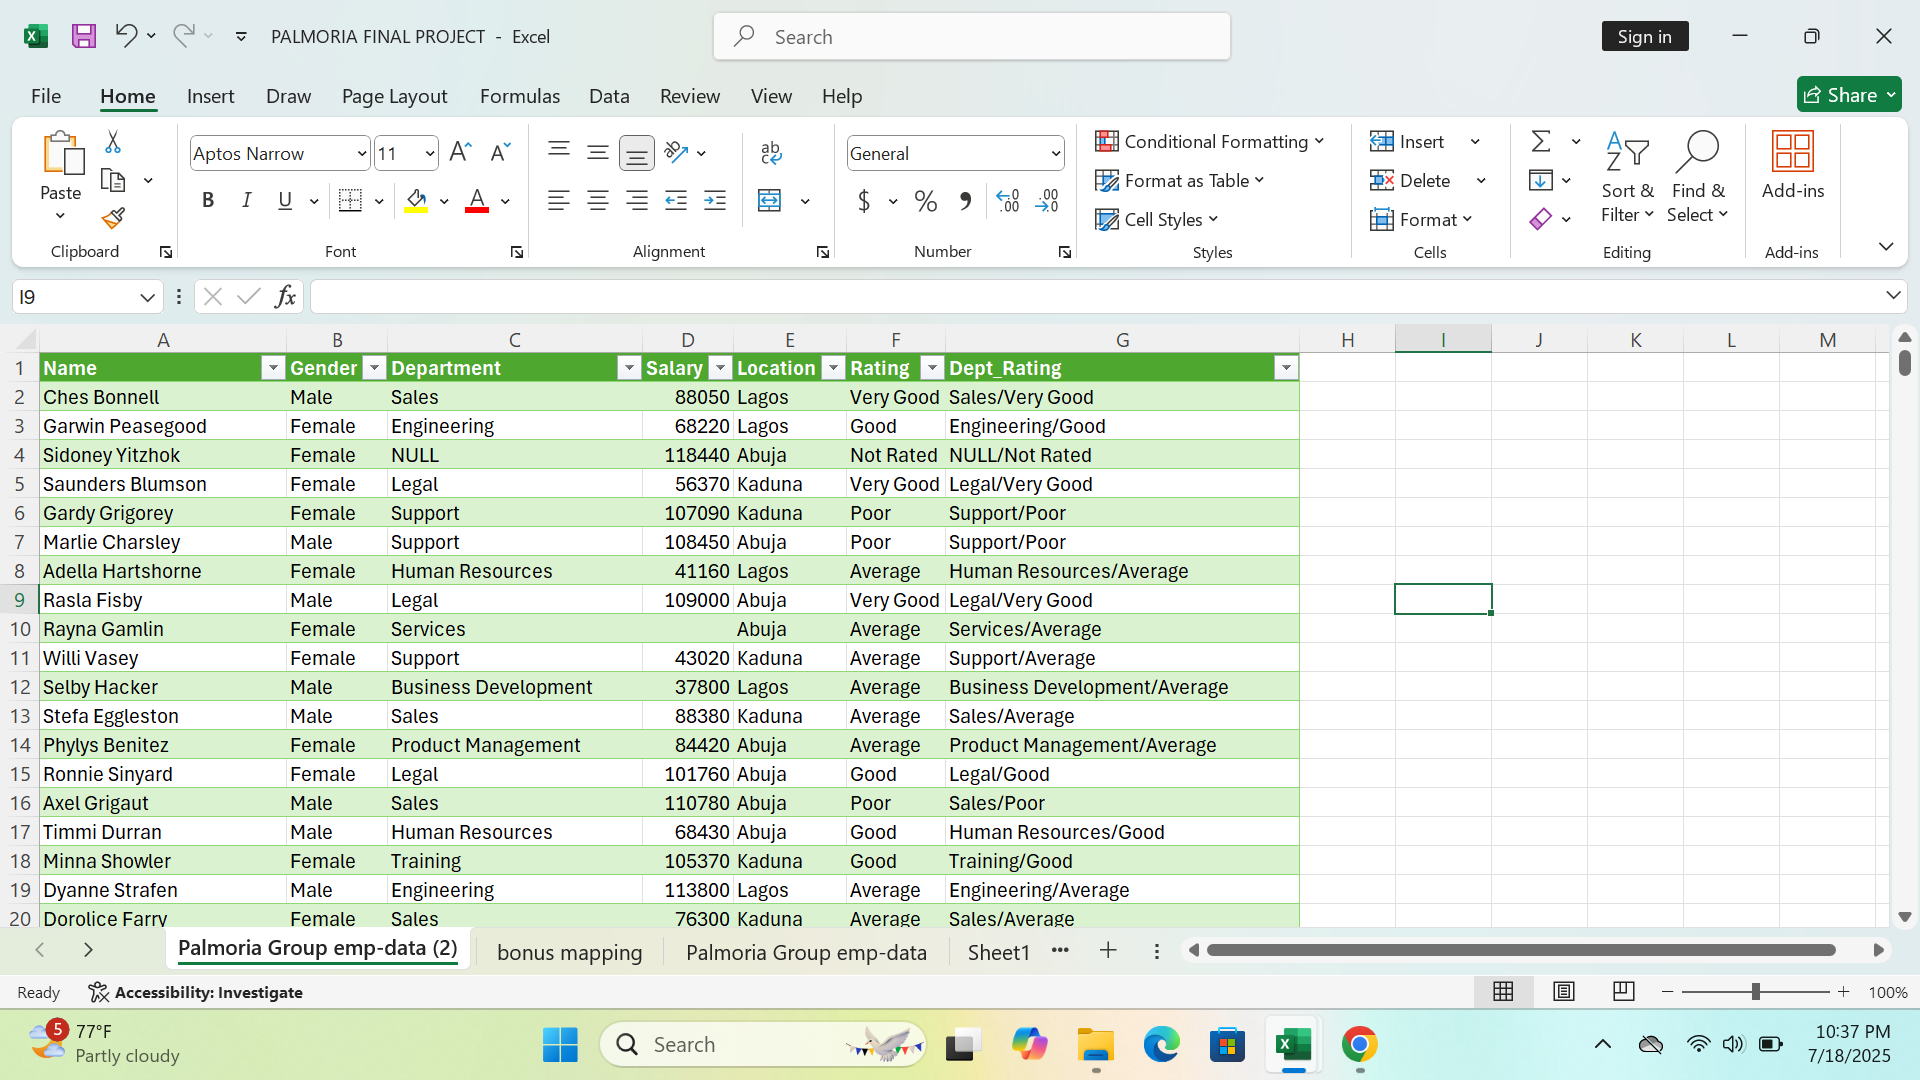 PALMORIA FINAL PROJECT - Excel
Search
Sign in
File Home Insert Draw Page Layout Formulas Data Review View Help
Share
Paste
Clipboard
Aptos Narrow 11
B I U A
Font
ab
Alignment
General
$ % , .00 .0
Number
Conditional Formatting
Format as Table
Cell Styles
Styles
Insert
Delete
Format
Cells
Sort & Filter
Find & Select
Editing
Add-ins
Add-ins
I9
fx
A B C D E F G H I J K L M
1 Name Gender Department Salary Location Rating Dept_Rating
2 Ches Bonnell Male Sales 88050 Lagos Very Good Sales/Very Good
3 Garwin Peasegood Female Engineering 68220 Lagos Good Engineering/Good
4 Sidoney Yitzhok Female NULL 118440 Abuja Not Rated NULL/Not Rated
5 Saunders Blumson Female Legal 56370 Kaduna Very Good Legal/Very Good
6 Gardy Grigorey Female Support 107090 Kaduna Poor Support/Poor
7 Marlie Charsley Male Support 108450 Abuja Poor Support/Poor
8 Adella Hartshorne Female Human Resources 41160 Lagos Average Human Resources/Average
9 Rasla Fisby Male Legal 109000 Abuja Very Good Legal/Very Good
10 Rayna Gamlin Female Services Abuja Average Services/Average
11 Willi Vasey Female Support 43020 Kaduna Average Support/Average
12 Selby Hacker Male Business Development 37800 Lagos Average Business Development/Average
13 Stefa Eggleston Male Sales 88380 Kaduna Average Sales/Average
14 Phylys Benitez Female Product Management 84420 Abuja Average Product Management/Average
15 Ronnie Sinyard Female Legal 101760 Abuja Good Legal/Good
16 Axel Grigaut Male Sales 110780 Abuja Poor Sales/Poor
17 Timmi Durran Male Human Resources 68430 Abuja Good Human Resources/Good
18 Minna Showler Female Training 105370 Kaduna Good Training/Good
19 Dyanne Strafen Male Engineering 113800 Lagos Average Engineering/Average
20 Dorolice Farry Female Sales 76300 Kaduna Average Sales/Average
Palmoria Group emp-data (2) bonus mapping Palmoria Group emp-data Sheet1
Ready Accessibility: Investigate 100%
5 77°F
Partly cloudy
Search
10:37 PM
7/18/2025